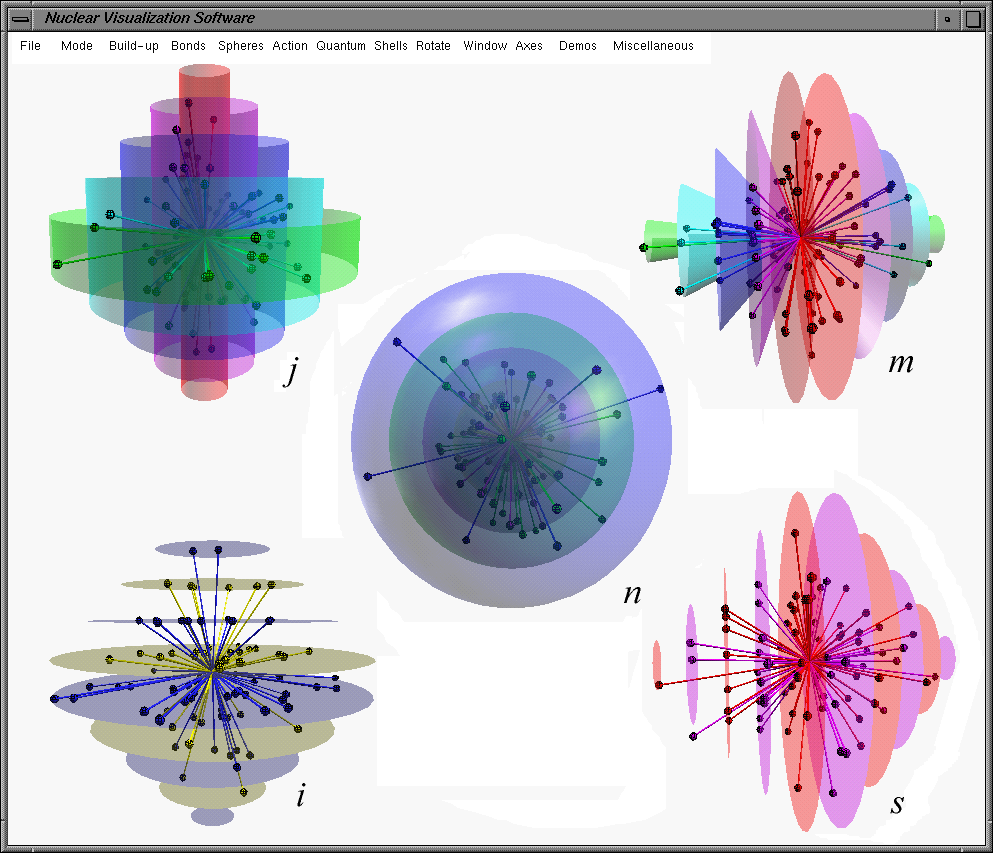 Nuclear Visualization Software
File Mode Build-up Bonds Spheres Action Quantum Shells Rotate Window Axes Demos Miscellaneous
j
m
n
i
s